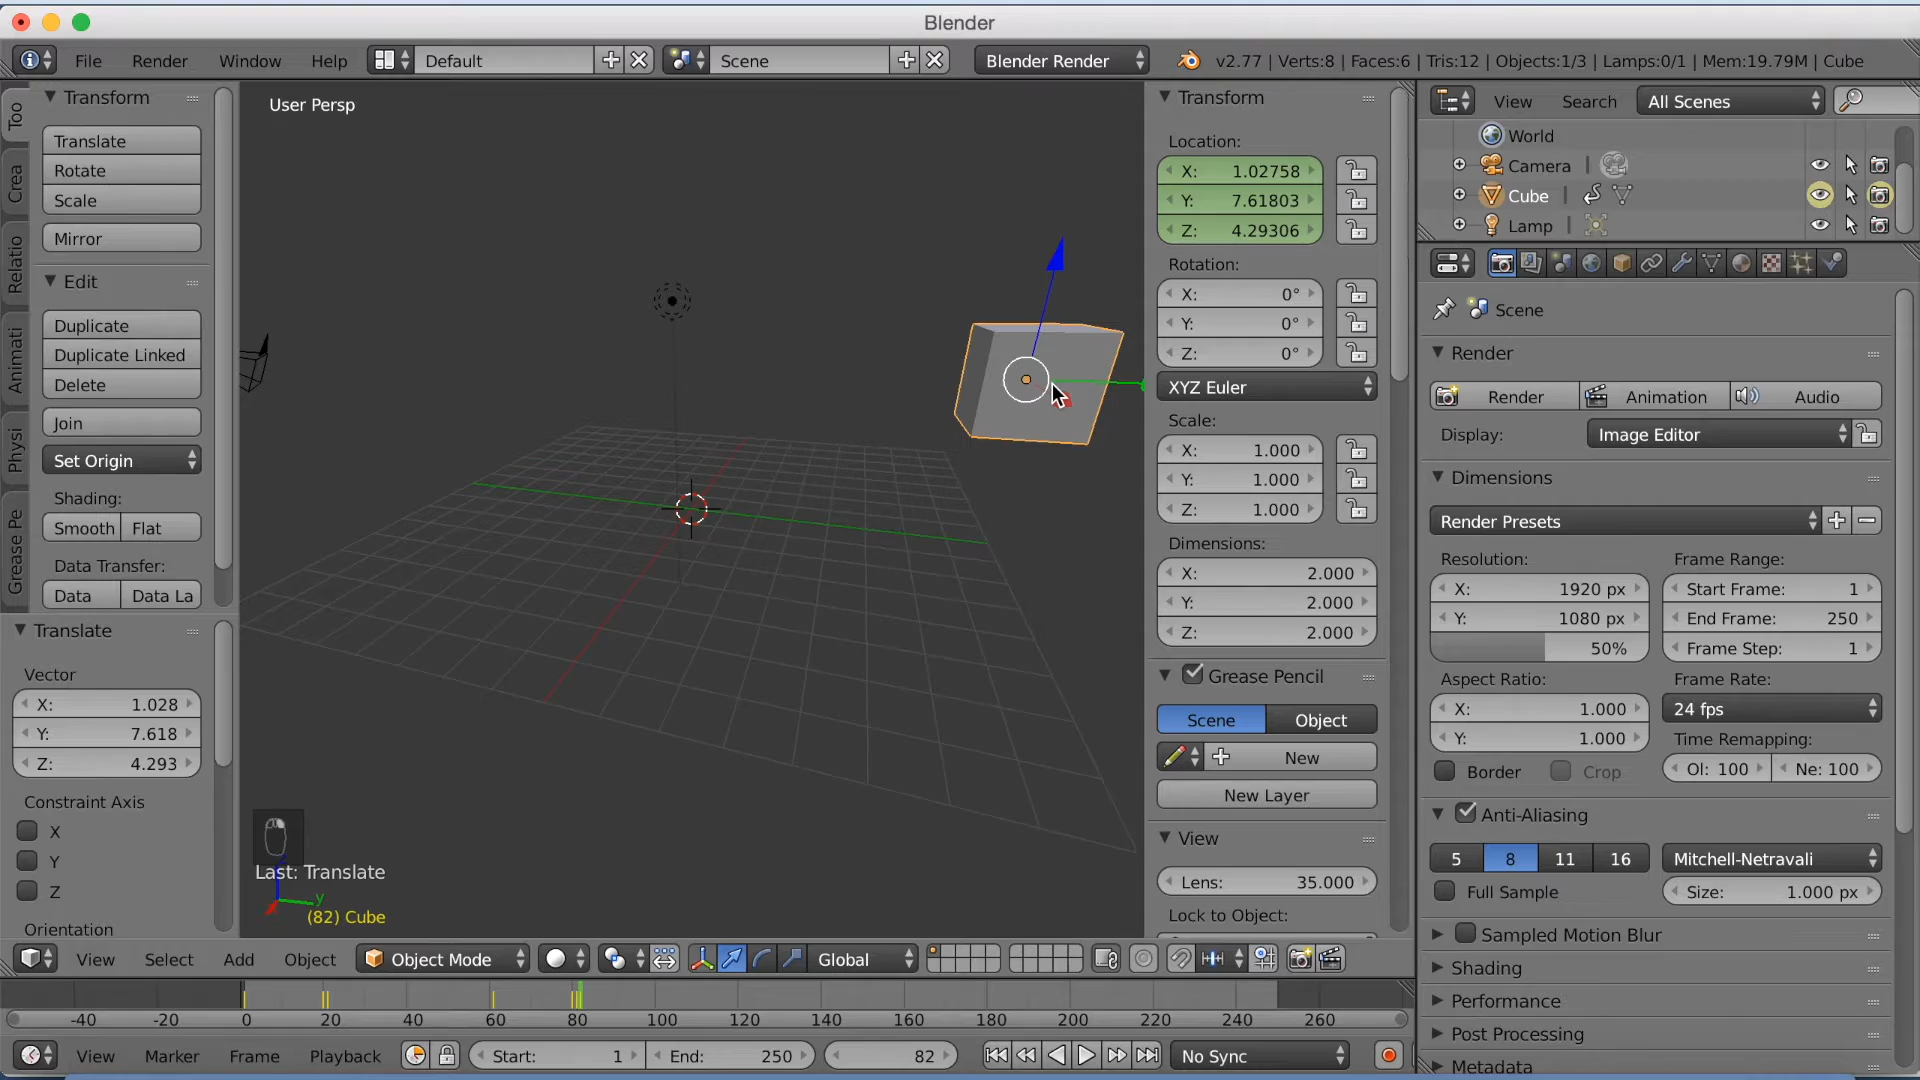 Blender
File Render Window Help Default Scene Blender Render v2.77 | Verts:8 | Faces:6 | Tris:12 | Objects:1/3 | Lamps:0/1 | Mem:19.79M | Cube
Too
Crea
Relatio
Animati
Physi
Grease Pe
Transform
Translate
Rotate
Scale
Mirror
Edit
Duplicate
Duplicate Linked
Delete
Join
Set Origin
Shading:
Smooth Flat
Data Transfer:
Data Data La
Translate
Vector
X: 1.028
Y: 7.618
Z: 4.293
Constraint Axis
X
Y
Z
Orientation
User Persp
Last: Translate
y
(82) Cube
Transform
Location:
X: 1.02758
Y: 7.61803
Z: 4.29306
Rotation:
X: 0°
Y: 0°
Z: 0°
XYZ Euler
Scale:
X: 1.000
Y: 1.000
Z: 1.000
Dimensions:
X: 2.000
Y: 2.000
Z: 2.000
Grease Pencil
Scene Object
New
New Layer
View
Lens: 35.000
Lock to Object:
View Search All Scenes
World
Camera
Cube
Lamp
Scene
Render
Render Animation Audio
Display: Image Editor
Dimensions
Render Presets
Resolution: Frame Range:
X: 1920 px Start Frame: 1
Y: 1080 px End Frame: 250
50% Frame Step: 1
Aspect Ratio: Frame Rate:
X: 1.000 24 fps
Y: 1.000 Time Remapping:
Border Crop Ol: 100 Ne: 100
Anti-Aliasing
5 8 11 16 Mitchell-Netravali
Full Sample Size: 1.000 px
Sampled Motion Blur
Shading
Performance
Post Processing
Metadata
View Select Add Object Object Mode Global
-40 -20 0 20 40 60 80 100 120 140 160 180 200 220 240 260
View Marker Frame Playback Start: 1 End: 250 82 No Sync